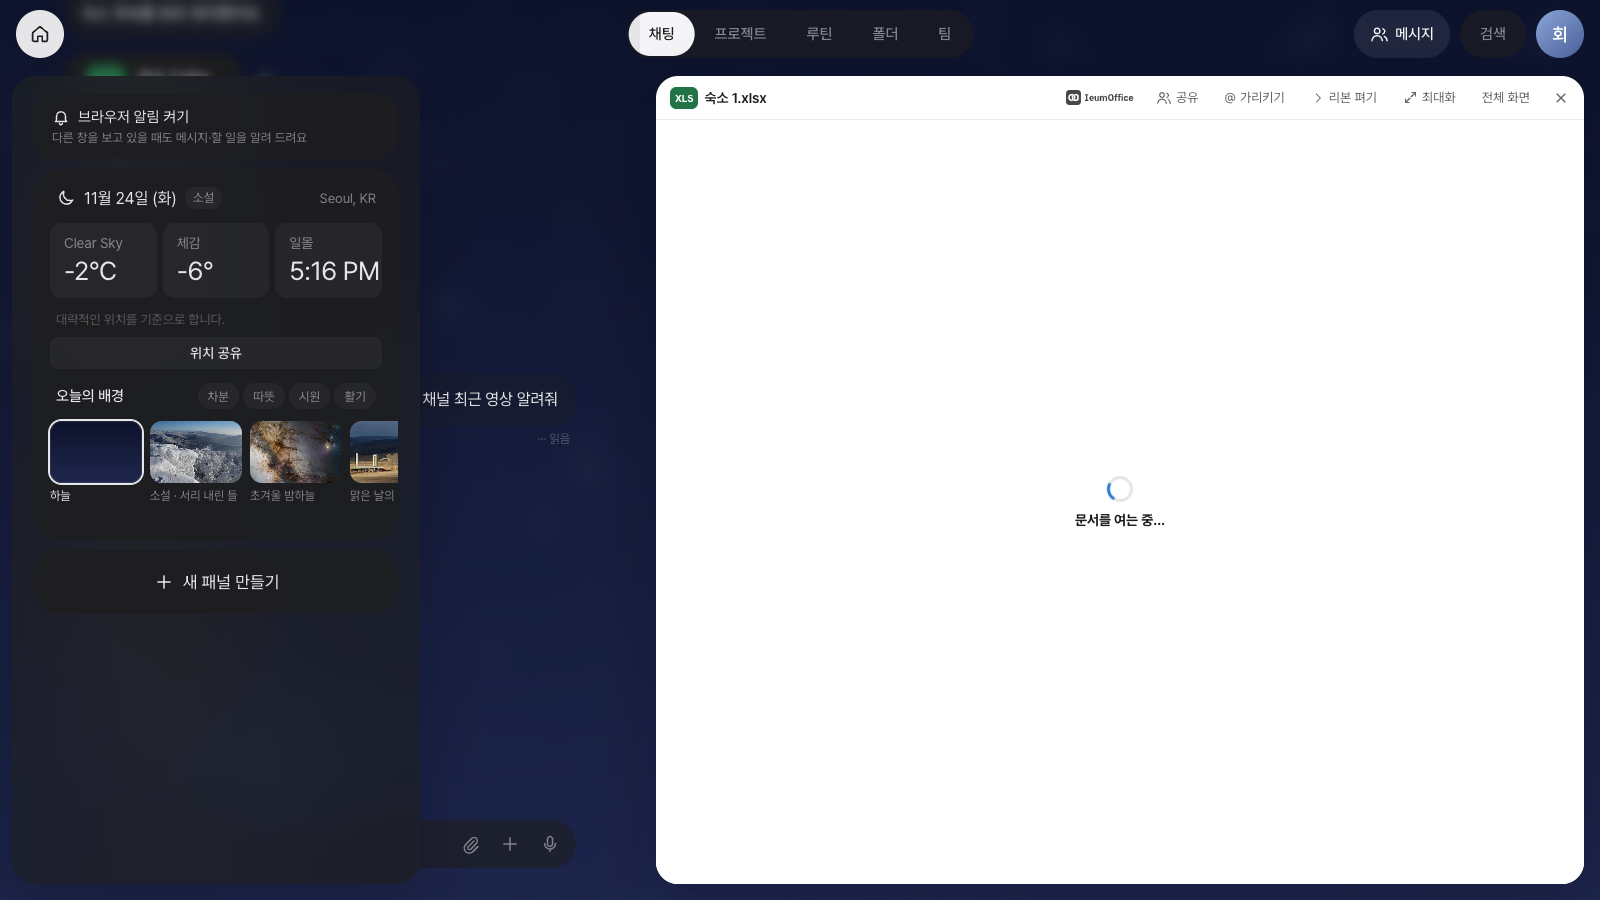 채팅
프로젝트
루틴
폴더
팀
메시지
검색
회
브라우저 알림 켜기
다른 창을 보고 있을 때도 메시지·할 일을 알려 드려요
11월 24일 (화)
소설
Seoul, KR
Clear Sky
-2°C
체감
-6°
일몰
5:16 PM
대략적인 위치를 기준으로 합니다.
위치 공유
오늘의 배경
차분
따뜻
시원
활기
하늘
소설 · 서리 내린 들
초겨울 밤하늘
맑은 날의
새 패널 만들기
채널 최근 영상 알려줘
··· 읽음
XLS
숙소 1.xlsx
IeumOffice
공유
@ 가리키기
리본 펴기
최대화
전체 화면
문서를 여는 중...